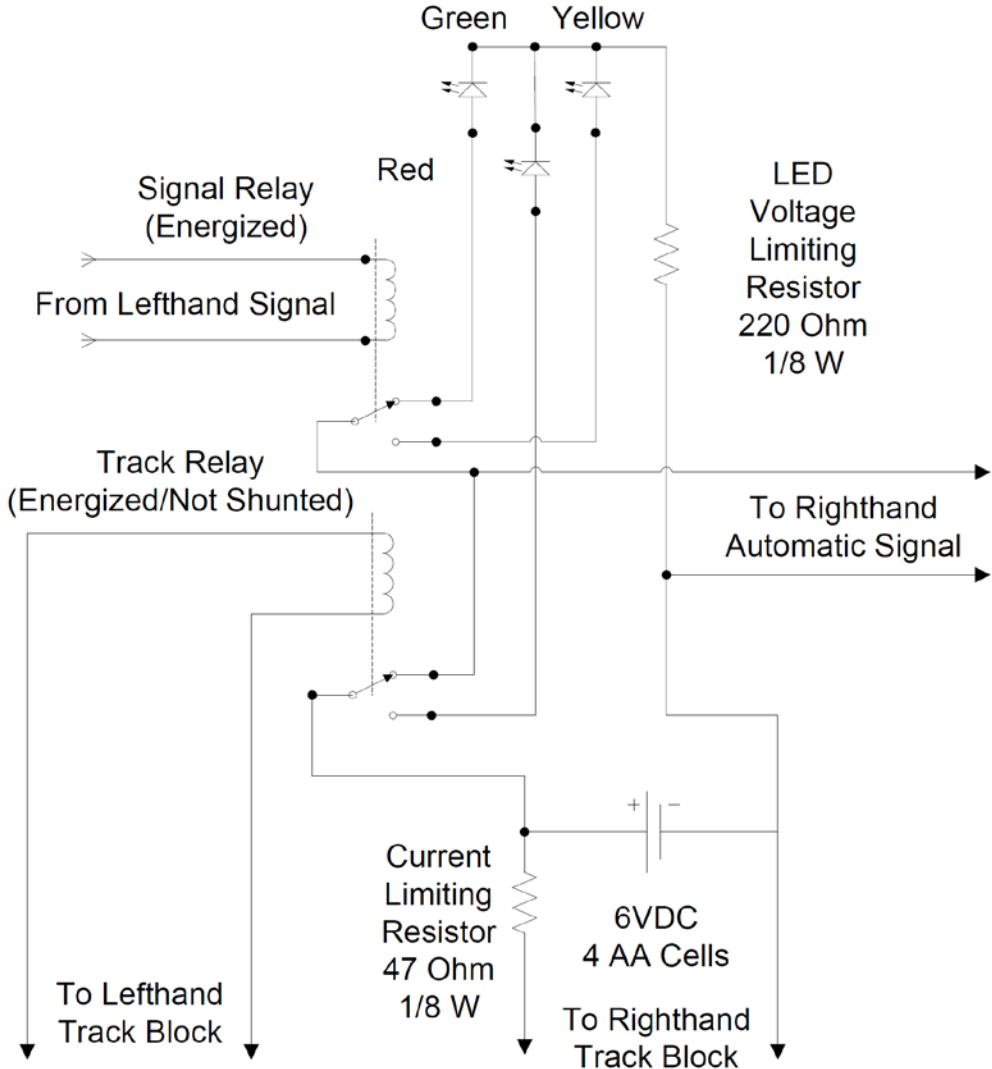 Green
Yellow
Red
Signal Relay
(Energized)
From Lefthand Signal
LED
Voltage
Limiting
Resistor
220 Ohm
1/8 W
Track Relay
(Energized/Not Shunted)
To Righthand
Automatic Signal
+
−
Current
Limiting
Resistor
47 Ohm
1/8 W
6VDC
4 AA Cells
To Lefthand
Track Block
To Righthand
Track Block